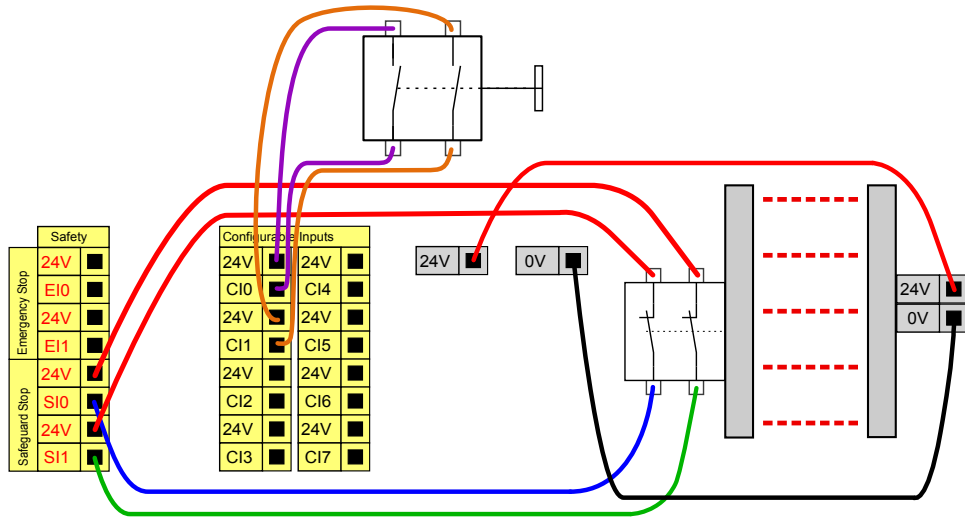 Safety
Emergency Stop
24V
EI0
24V
EI1
Safeguard Stop
24V
SI0
24V
SI1
Configurable Inputs
24V 24V
CI0 CI4
24V 24V
CI1 CI5
24V 24V
CI2 CI6
24V 24V
CI3 CI7
24V
0V
24V
0V